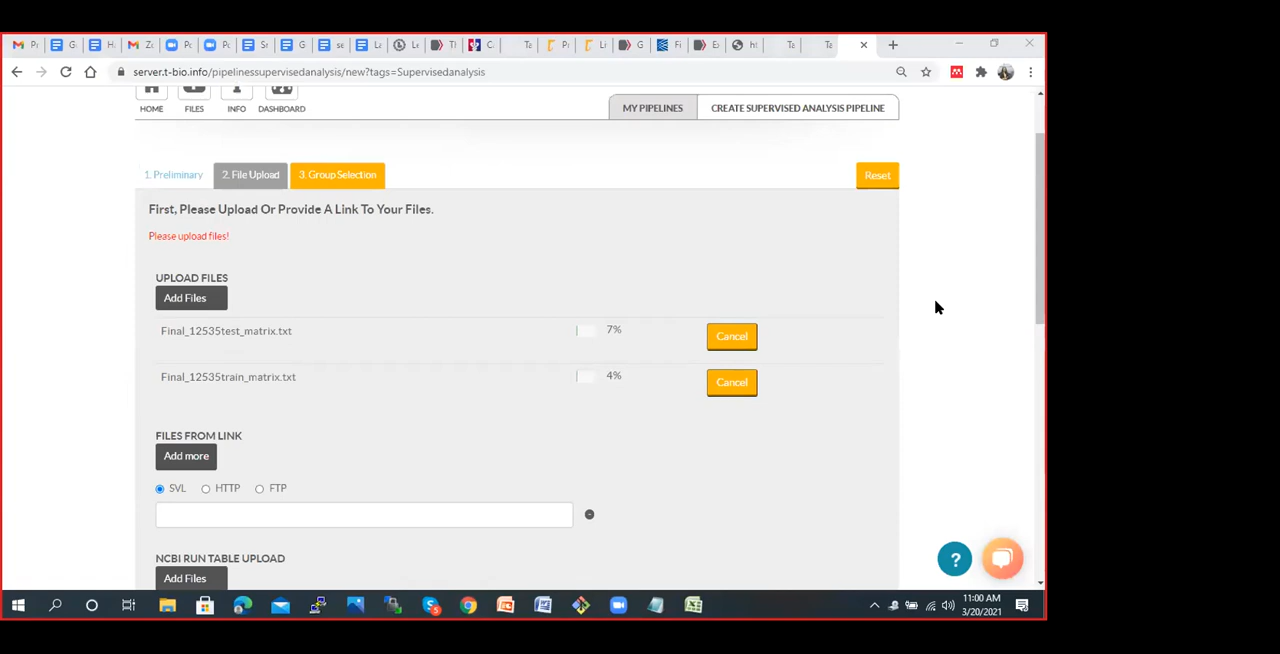 server.t-bio.info/pipelinessupervisedanalysis/new?tags=Supervisedanalysis
HOME
FILES
INFO
DASHBOARD
MY PIPELINES
CREATE SUPERVISED ANALYSIS PIPELINE
1. Preliminary
2. File Upload
3. Group Selection
Reset
First, Please Upload Or Provide A Link To Your Files.
Please upload files!
UPLOAD FILES
Add Files
Final_12535test_matrix.txt
7%
Cancel
Final_12535train_matrix.txt
4%
Cancel
FILES FROM LINK
Add more
SVL
HTTP
FTP
NCBI RUN TABLE UPLOAD
Add Files
?
11:00 AM
3/20/2021